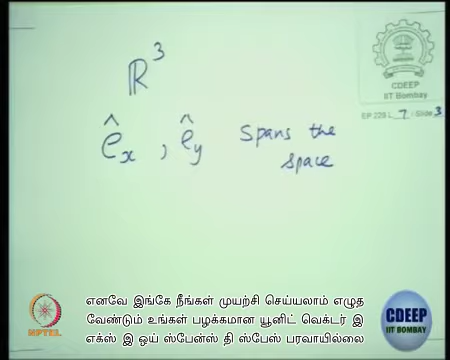 ℝ³
CDEEP
IIT Bombay
EP 229 L 7 / Slide 3
ê_x , ê_y Spans the
space
எனவே இங்கே நீங்கள் முயற்சி செய்யலாம் எழுத
வேண்டும் உங்கள் பழக்கமான யூனிட் வெக்டர் இ
எக்ஸ் இ ஒய் ஸ்பேன்ஸ் தி ஸ்பேஸ் பரவாயில்லை
NPTEL
CDEEP
IIT BOMBAY